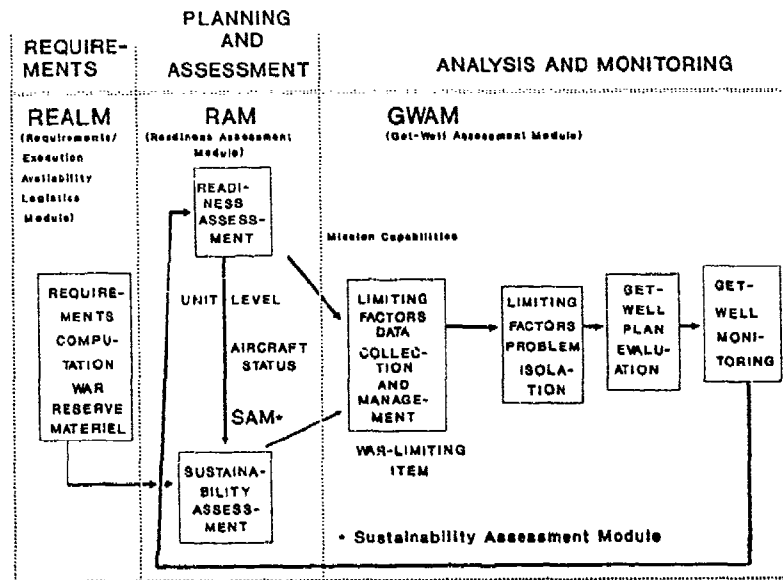 REQUIRE-
MENTS
PLANNING
AND
ASSESSMENT
ANALYSIS AND MONITORING
REALM
(Requirements/
Execution
Availability
Logistics
Module)
RAM
(Readiness Assessment
Module)
GWAM
(Get-Well Assessment Module)
READI-
NESS
ASSESS-
MENT
Mission Capabilities
REQUIRE-
MENTS
COMPU-
TATION
WAR
RESERVE
MATERIEL
UNIT LEVEL
AIRCRAFT
STATUS
SAM*
SUSTAINA-
BILITY
ASSESS-
MENT
LIMITING
FACTORS
DATA
COLLEC-
TION
AND
MANAGE-
MENT
WAR-LIMITING
ITEM
LIMITING
FACTORS
PROBLEM
ISOLATION
GET-
WELL
PLAN
EVALU-
ATION
GET-
WELL
MONI-
TORING
* Sustainability Assessment Module